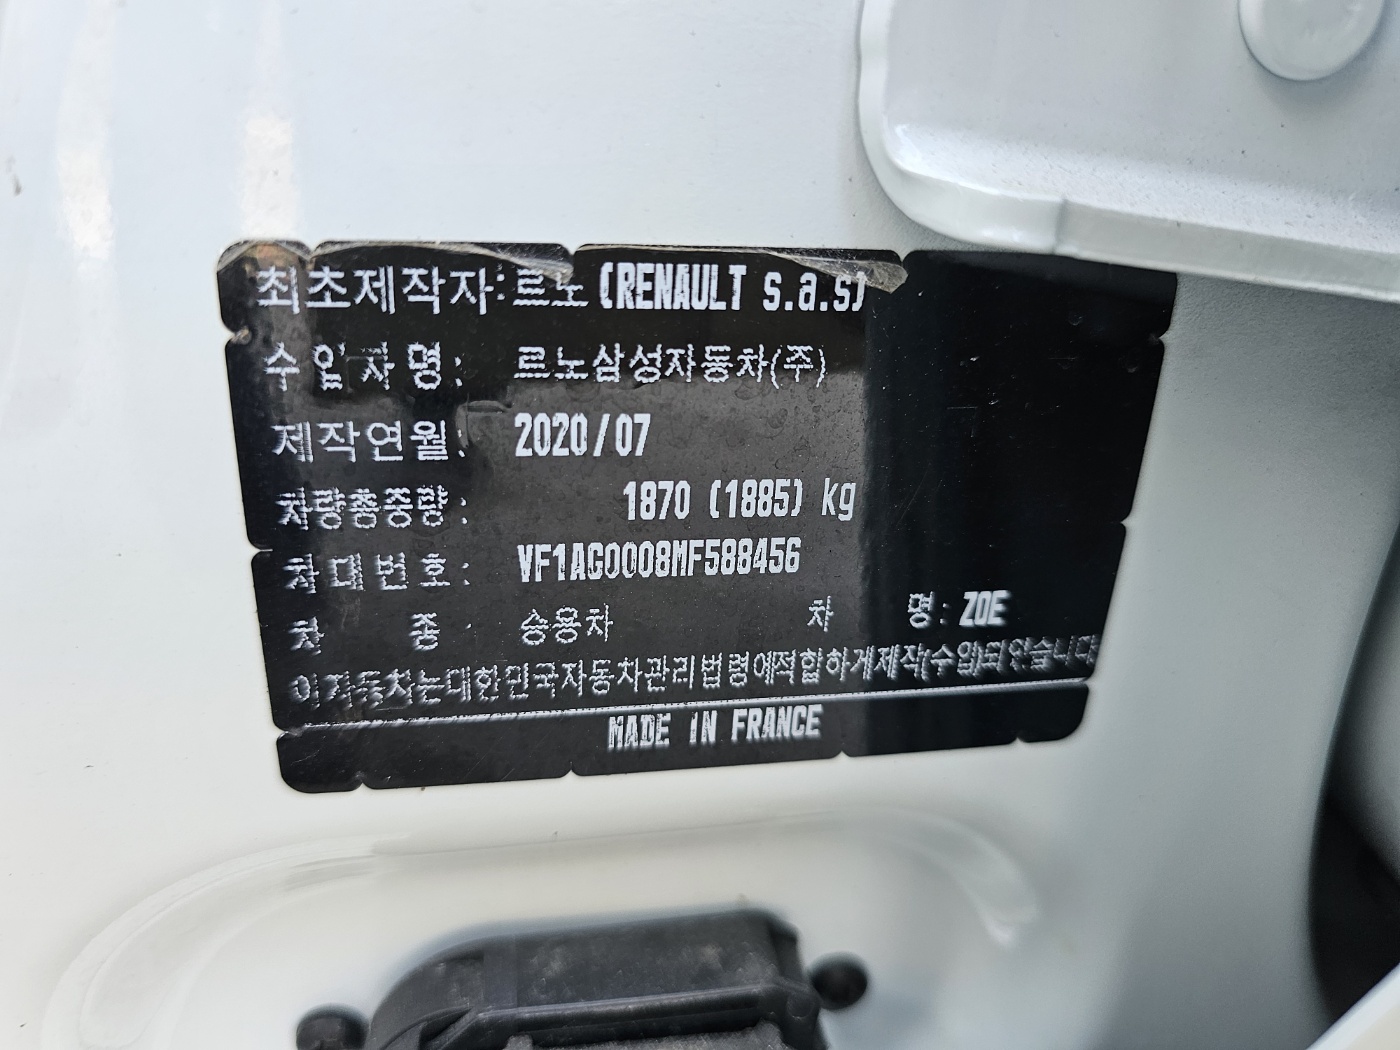 최초제작자: 르노 (RENAULT s.a.s)
수입자명: 르노삼성자동차(주)
제작연월: 2020/07
차량총중량: 1870 (1885) kg
차대번호: VF1AG0008MF588456
차 종: 승용차 차 명: ZOE
이자동차는대한민국자동차관리법령에적합하게제작(수입)되었습니다
MADE IN FRANCE